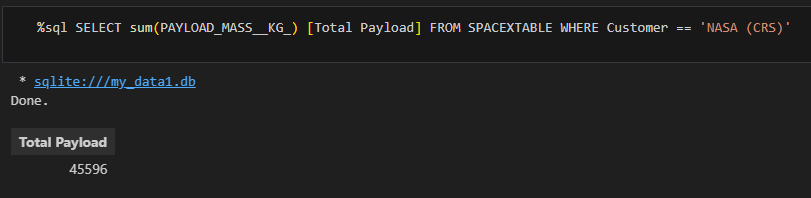 %sql SELECT sum(PAYLOAD_MASS__KG_) [Total Payload] FROM SPACEXTABLE WHERE Customer == 'NASA (CRS)'
* sqlite:///my_data1.db
Done.
Total Payload
45596